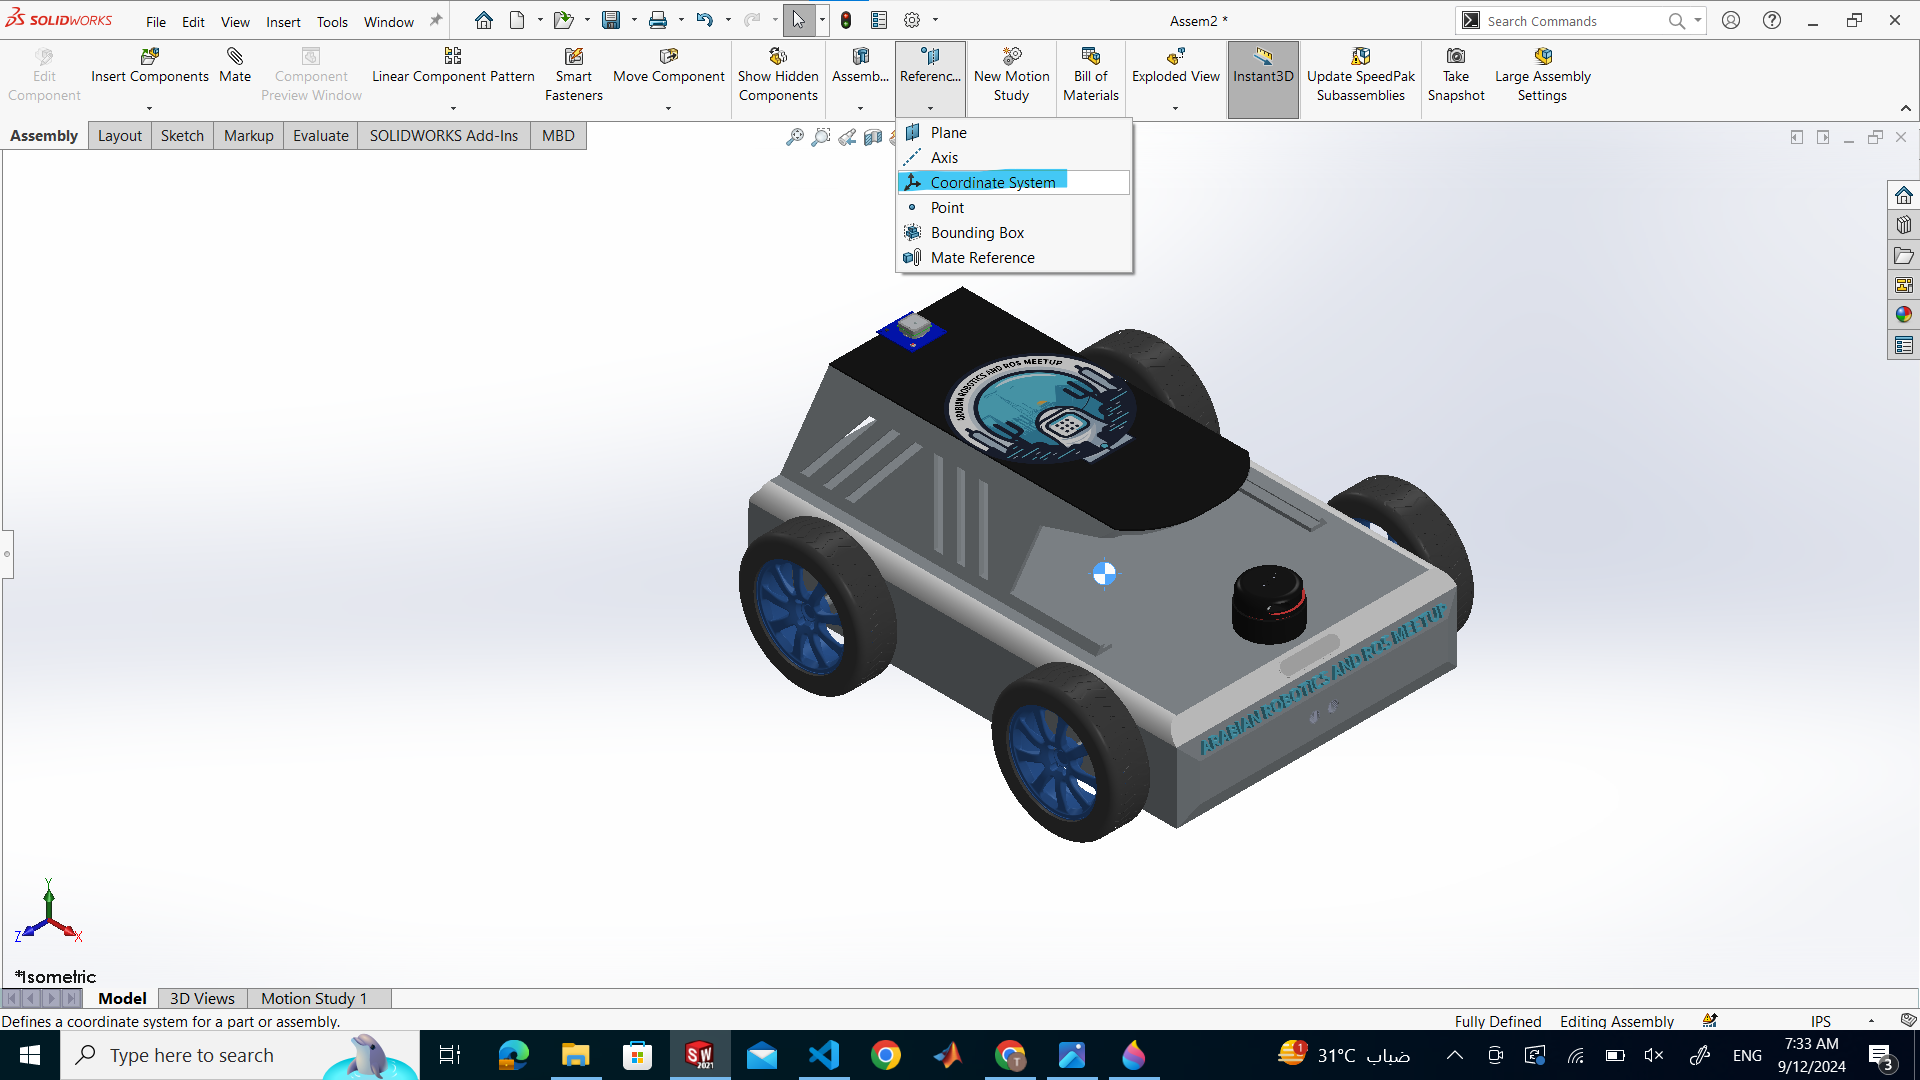 SOLIDWORKS File Edit View Insert Tools Window
Assem2 *
Search Commands
Edit Component
Insert Components
Mate
Component Preview Window
Linear Component Pattern
Smart Fasteners
Move Component
Show Hidden Components
Assemb...
Referenc...
New Motion Study
Bill of Materials
Exploded View
Instant3D
Update SpeedPak Subassemblies
Take Snapshot
Large Assembly Settings
Assembly Layout Sketch Markup Evaluate SOLIDWORKS Add-Ins MBD
Plane
Axis
Coordinate System
Point
Bounding Box
Mate Reference
ARABIAN ROBOTICS AND ROS MEETUP
ARABIAN ROBOTICS AND ROS MEETUP
Y
Z
X
*Isometric
Model 3D Views Motion Study 1
Defines a coordinate system for a part or assembly.
Fully Defined Editing Assembly IPS
Type here to search
SW
2021
T
1
31°C ضباب
ENG
7:33 AM
9/12/2024
3